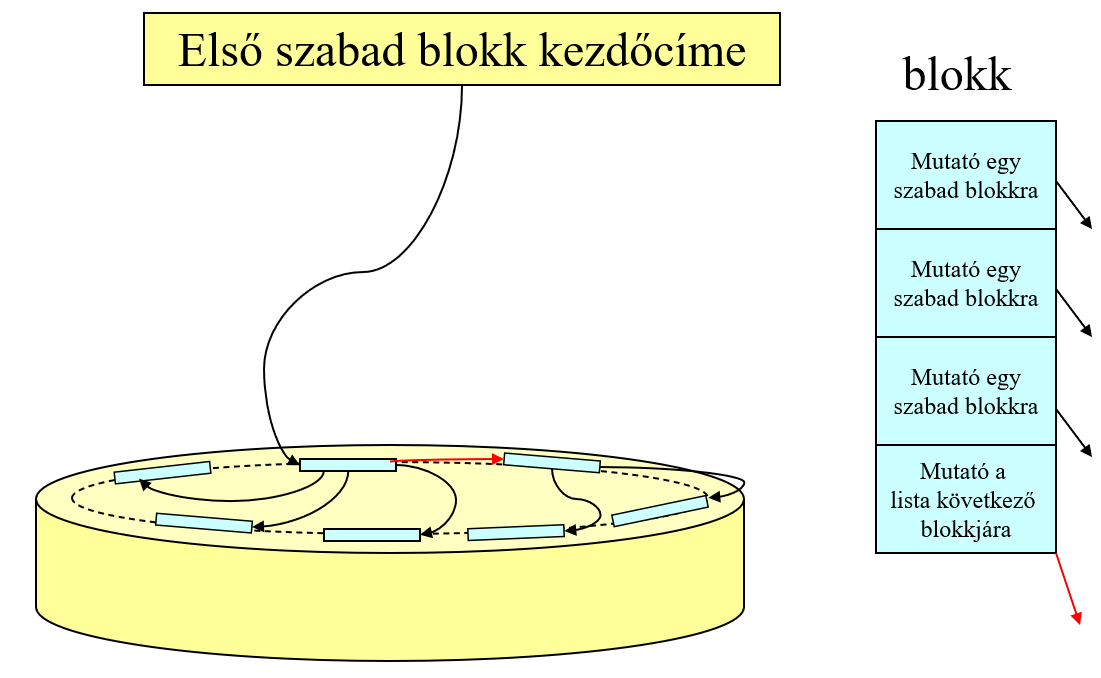 Első szabad blokk kezdőcíme
blokk
Mutató egy
szabad blokkra
Mutató egy
szabad blokkra
Mutató egy
szabad blokkra
Mutató a
lista következő
blokkjára